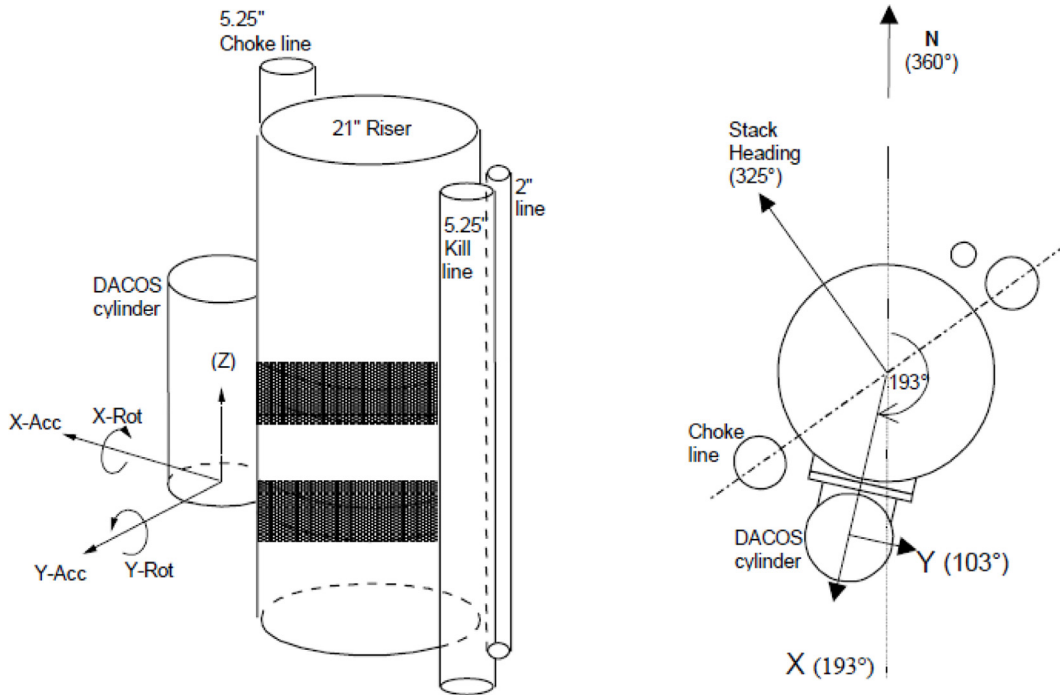 5.25"
Choke line
21" Riser
2"
line
5.25"
Kill
line
DACOS
cylinder
(Z)
X-Rot
X-Acc
Y-Acc
Y-Rot
N
(360°)
Stack
Heading
(325°)
193°
Choke
line
DACOS
cylinder
Y (103°)
X (193°)